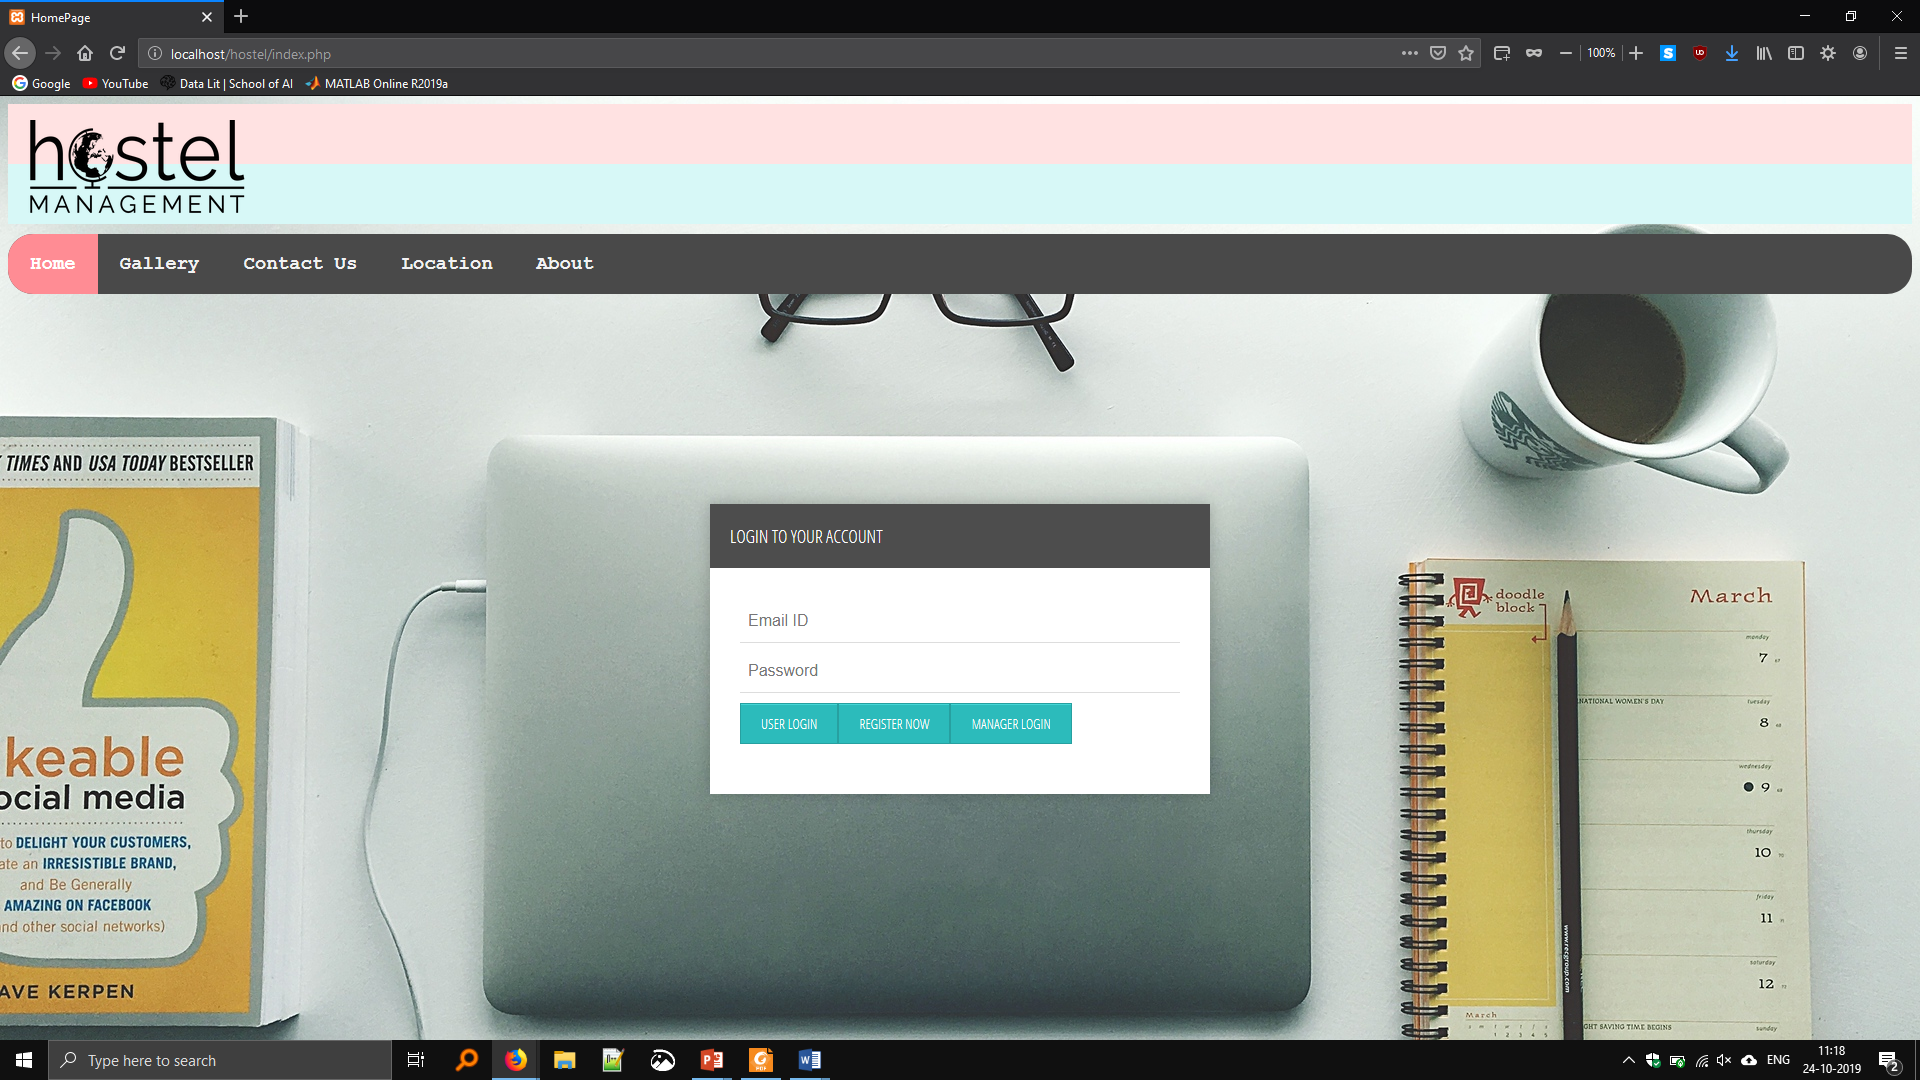 HomePage
localhost/hostel/index.php
100%
Google YouTube Data Lit | School of AI MATLAB Online R2019a
hostel
MANAGEMENT
Home Gallery Contact Us Location About
TIMES AND USA TODAY BESTSELLER
keable
ocial media
to DELIGHT YOUR CUSTOMERS,
ate an IRRESISTIBLE BRAND,
and Be Generally
AMAZING ON FACEBOOK
nd other social networks)
AVE KERPEN
LOGIN TO YOUR ACCOUNT
Email ID
Password
USER LOGIN REGISTER NOW MANAGER LOGIN
doodle
block
March
monday
7
NATIONAL WOMEN'S DAY
tuesday
8
wednesday
9
thursday
10
friday
11
saturday
12
www.recgroup.com
March
GHT SAVING TIME BEGINS
sunday
Type here to search
ENG
11:18
24-10-2019
2